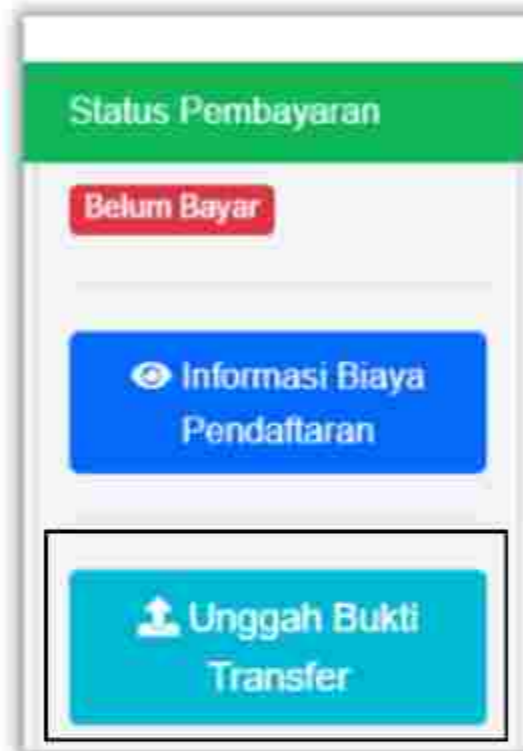 Status Pembayaran
Belum Bayar
Informasi Biaya
Pendaftaran
Unggah Bukti
Transfer